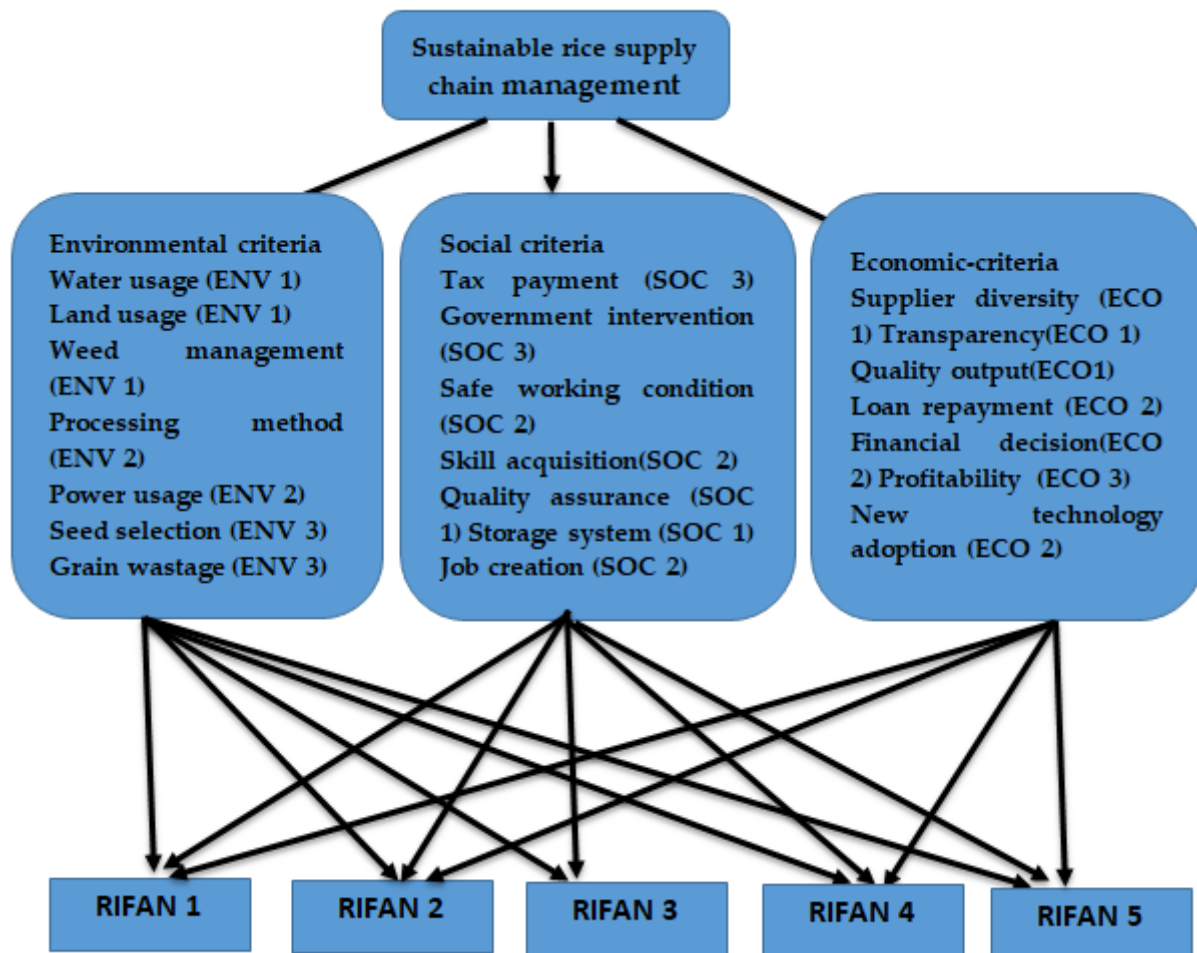 Sustainable rice supply
chain management
Environmental criteria
Water usage (ENV 1)
Land usage (ENV 1)
Weed management
(ENV 1)
Processing method
(ENV 2)
Power usage (ENV 2)
Seed selection (ENV 3)
Grain wastage (ENV 3)
Social criteria
Tax payment (SOC 3)
Government intervention
(SOC 3)
Safe working condition
(SOC 2)
Skill acquisition(SOC 2)
Quality assurance (SOC
1) Storage system (SOC 1)
Job creation (SOC 2)
Economic-criteria
Supplier diversity (ECO
1) Transparency(ECO 1)
Quality output(ECO1)
Loan repayment (ECO 2)
Financial decision(ECO
2) Profitability (ECO 3)
New technology
adoption (ECO 2)
RIFAN 1
RIFAN 2
RIFAN 3
RIFAN 4
RIFAN 5